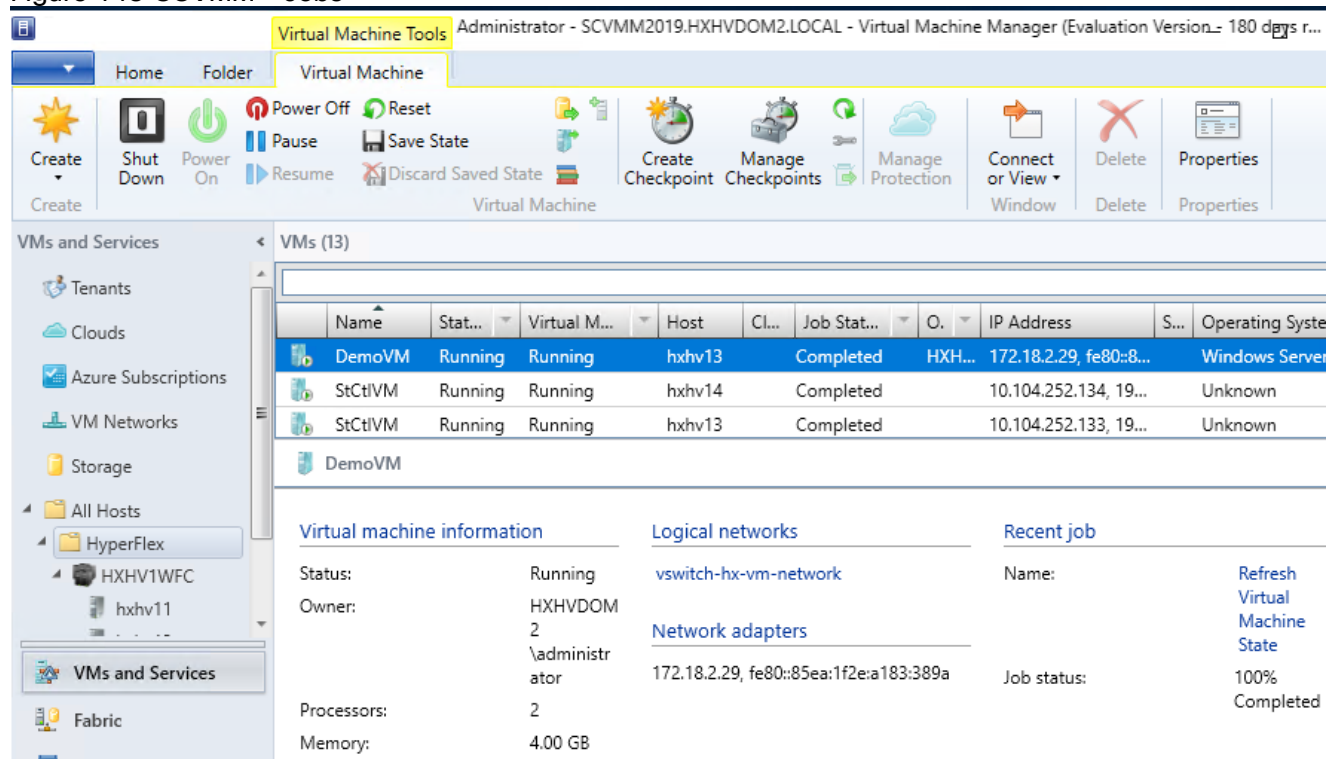 Virtual Machine Tools Administrator - SCVMM2019.HXHVDOM2.LOCAL - Virtual Machine Manager (Evaluation Version - 180 days r...
Home Folder Virtual Machine
Power Off Reset
Pause Save State
Resume Discard Saved State
Create
Shut Down
Power On
Create Checkpoint
Manage Checkpoints
Manage Protection
Connect or View
Delete
Properties
Create Virtual Machine Window Delete Properties
VMs and Services
Tenants
Clouds
Azure Subscriptions
VM Networks
Storage
All Hosts
HyperFlex
HXHV1WFC
hxhv11
VMs and Services
Fabric
VMs (13)
Name Stat... Virtual M... Host Cl... Job Stat... O. IP Address S... Operating Syste
DemoVM Running Running hxhv13 Completed HXH... 172.18.2.29, fe80::8... Windows Server
StCtlVM Running Running hxhv14 Completed 10.104.252.134, 19... Unknown
StCtlVM Running Running hxhv13 Completed 10.104.252.133, 19... Unknown
DemoVM
Virtual machine information
Status: Running
Owner: HXHVDOM
2
\administr
ator
Processors: 2
Memory: 4.00 GB
Logical networks
vswitch-hx-vm-network
Network adapters
172.18.2.29, fe80::85ea:1f2e:a183:389a
Recent job
Name: Refresh
Virtual
Machine
State
Job status: 100%
Completed